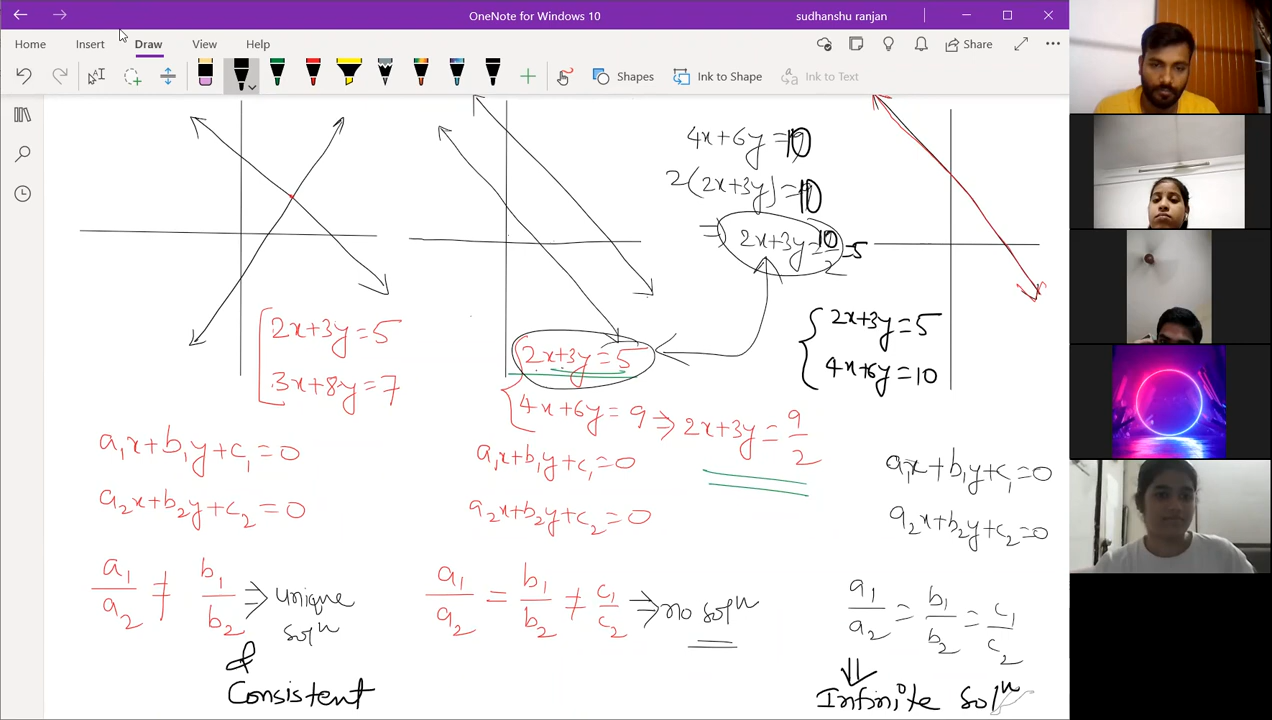 OneNote for Windows 10
sudhanshu ranjan
Home Insert Draw View Help
Share
Shapes
Ink to Shape
Ink to Text
4x+6y=10
2(2x+3y)=10
⇒ 2x+3y=10/2=5
{2x+3y=5
3x+8y=7
a₁x+b₁y+c₁=0
a₂x+b₂y+c₂=0
a₁/a₂ ≠ b₁/b₂ ⇒ unique
solⁿ
&
Consistent
{2x+3y=5
4x+6y=9 ⇒ 2x+3y=9/2
a₁x+b₁y+c₁=0
a₂x+b₂y+c₂=0
a₁/a₂ = b₁/b₂ ≠ c₁/c₂ ⇒ no solⁿ
{2x+3y=5
4x+6y=10
a₁x+b₁y+c₁=0
a₂x+b₂y+c₂=0
a₁/a₂ = b₁/b₂ = c₁/c₂
⇓
Infinite solⁿ